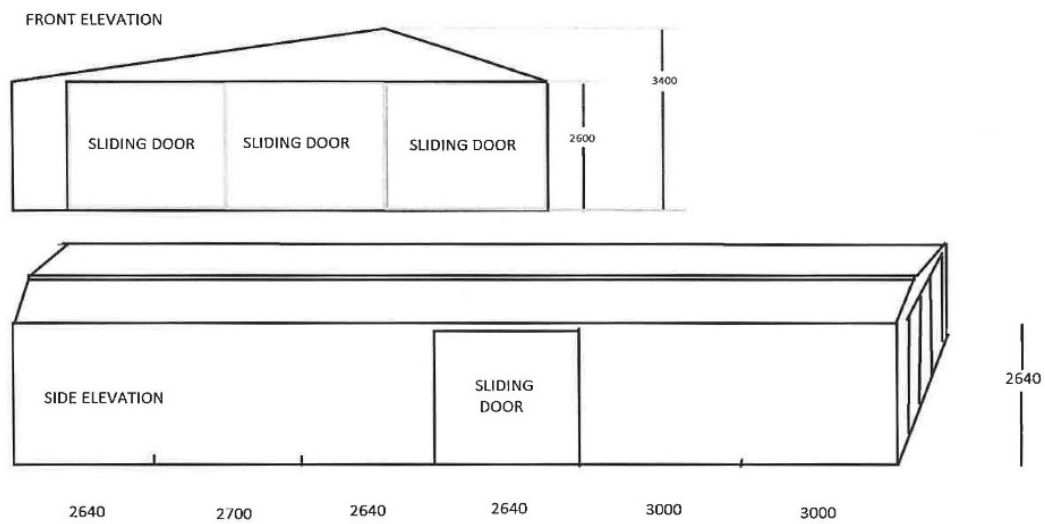 FRONT ELEVATION
3400
2600
SLIDING DOOR
SLIDING DOOR
SLIDING DOOR
SIDE ELEVATION
SLIDING
DOOR
2640
2640
2700
2640
2640
3000
3000